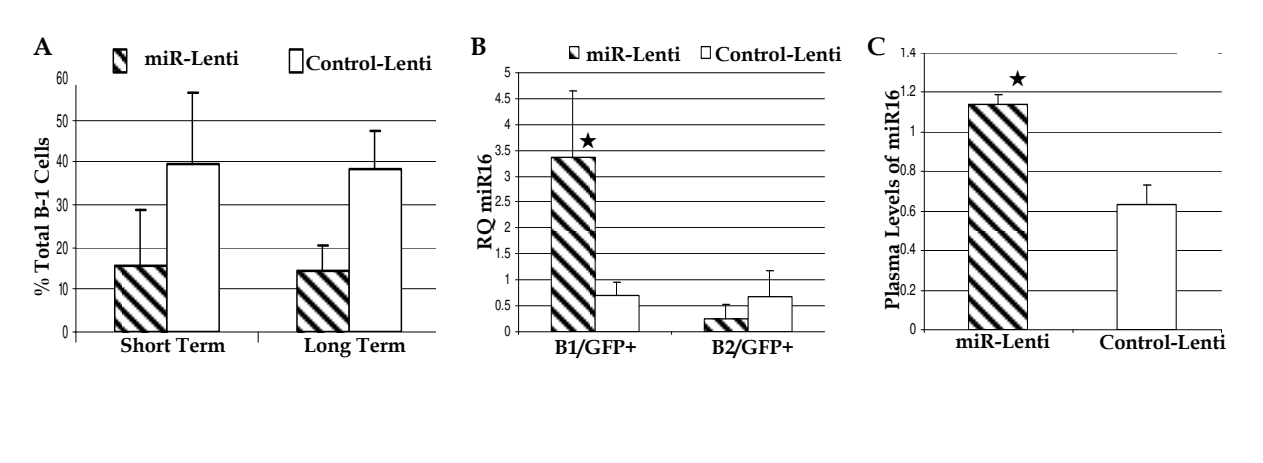 A
miR-Lenti
Control-Lenti
% Total B-1 Cells
60
50
40
30
20
10
0
Short Term
Long Term
B
miR-Lenti
Control-Lenti
RQ miR16
5
4.5
4
3.5
3
2.5
2
1.5
1
0.5
0
B1/GFP+
B2/GFP+
C
Plasma Levels of miR16
1.4
1.2
1
0.8
0.6
0.4
0.2
0
miR-Lenti
Control-Lenti